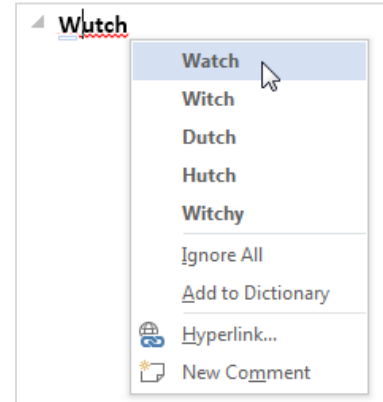 Wutch
Watch
Witch
Dutch
Hutch
Witchy
Ignore All
Add to Dictionary
Hyperlink...
New Comment